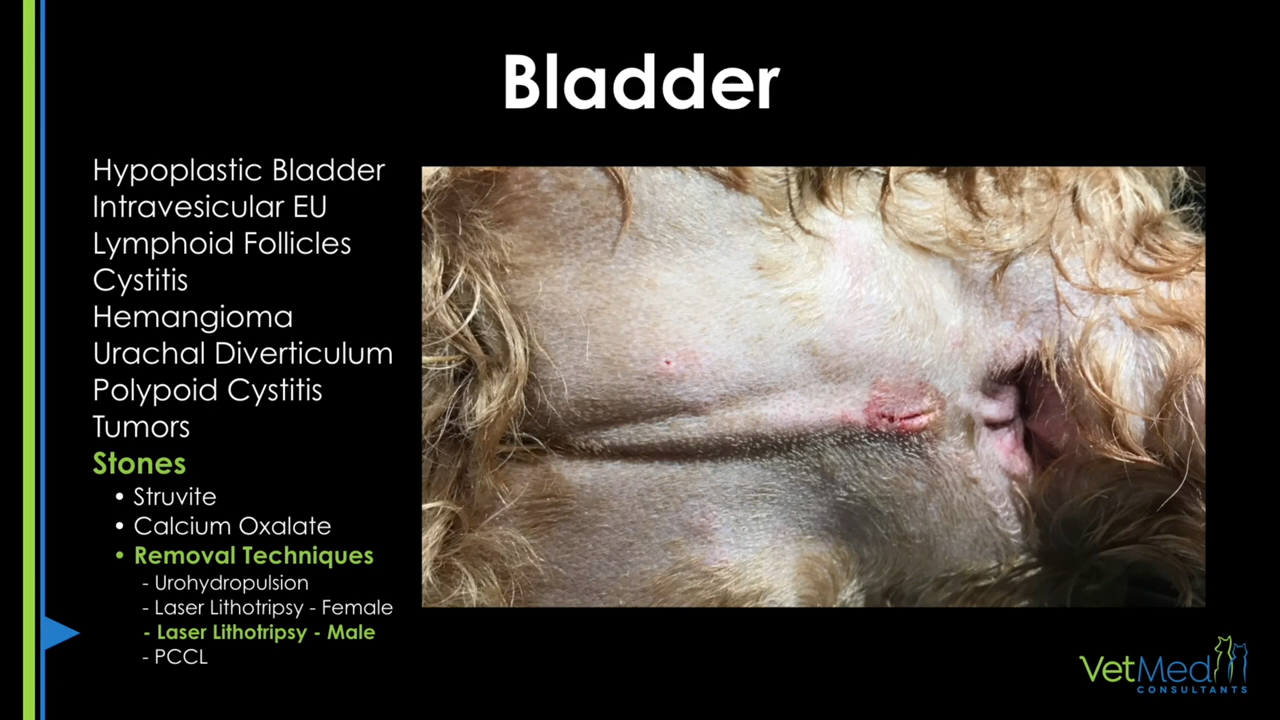 Bladder
Hypoplastic Bladder
Intravesicular EU
Lymphoid Follicles
Cystitis
Hemangioma
Urachal Diverticulum
Polypoid Cystitis
Tumors
Stones
• Struvite
• Calcium Oxalate
• Removal Techniques
- Urohydropulsion
- Laser Lithotripsy - Female
- Laser Lithotripsy - Male
- PCCL
VetMed
CONSULTANTS